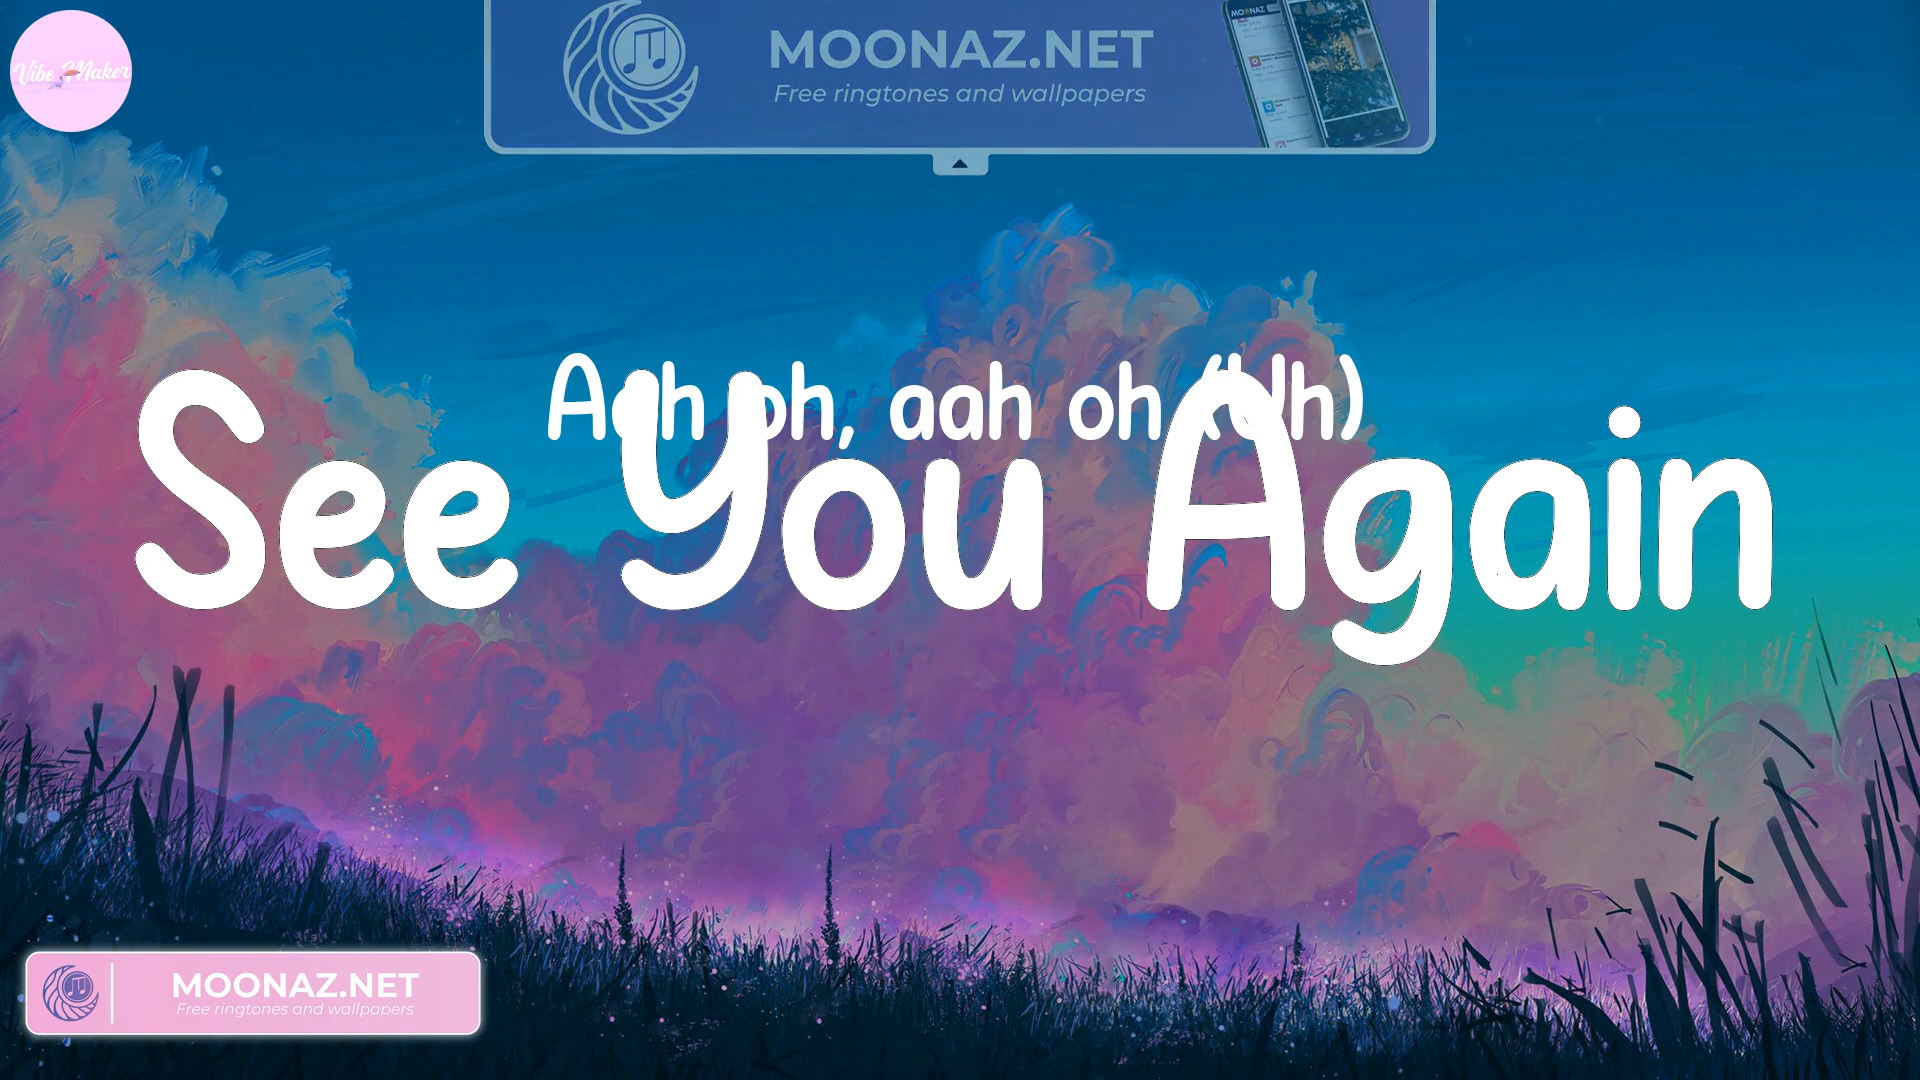 Vibe Maker
MOONAZ.NET
Free ringtones and wallpapers
MOONAZ
Aah oh, aah oh (Uh)
See You Again
MOONAZ.NET
Free ringtones and wallpapers